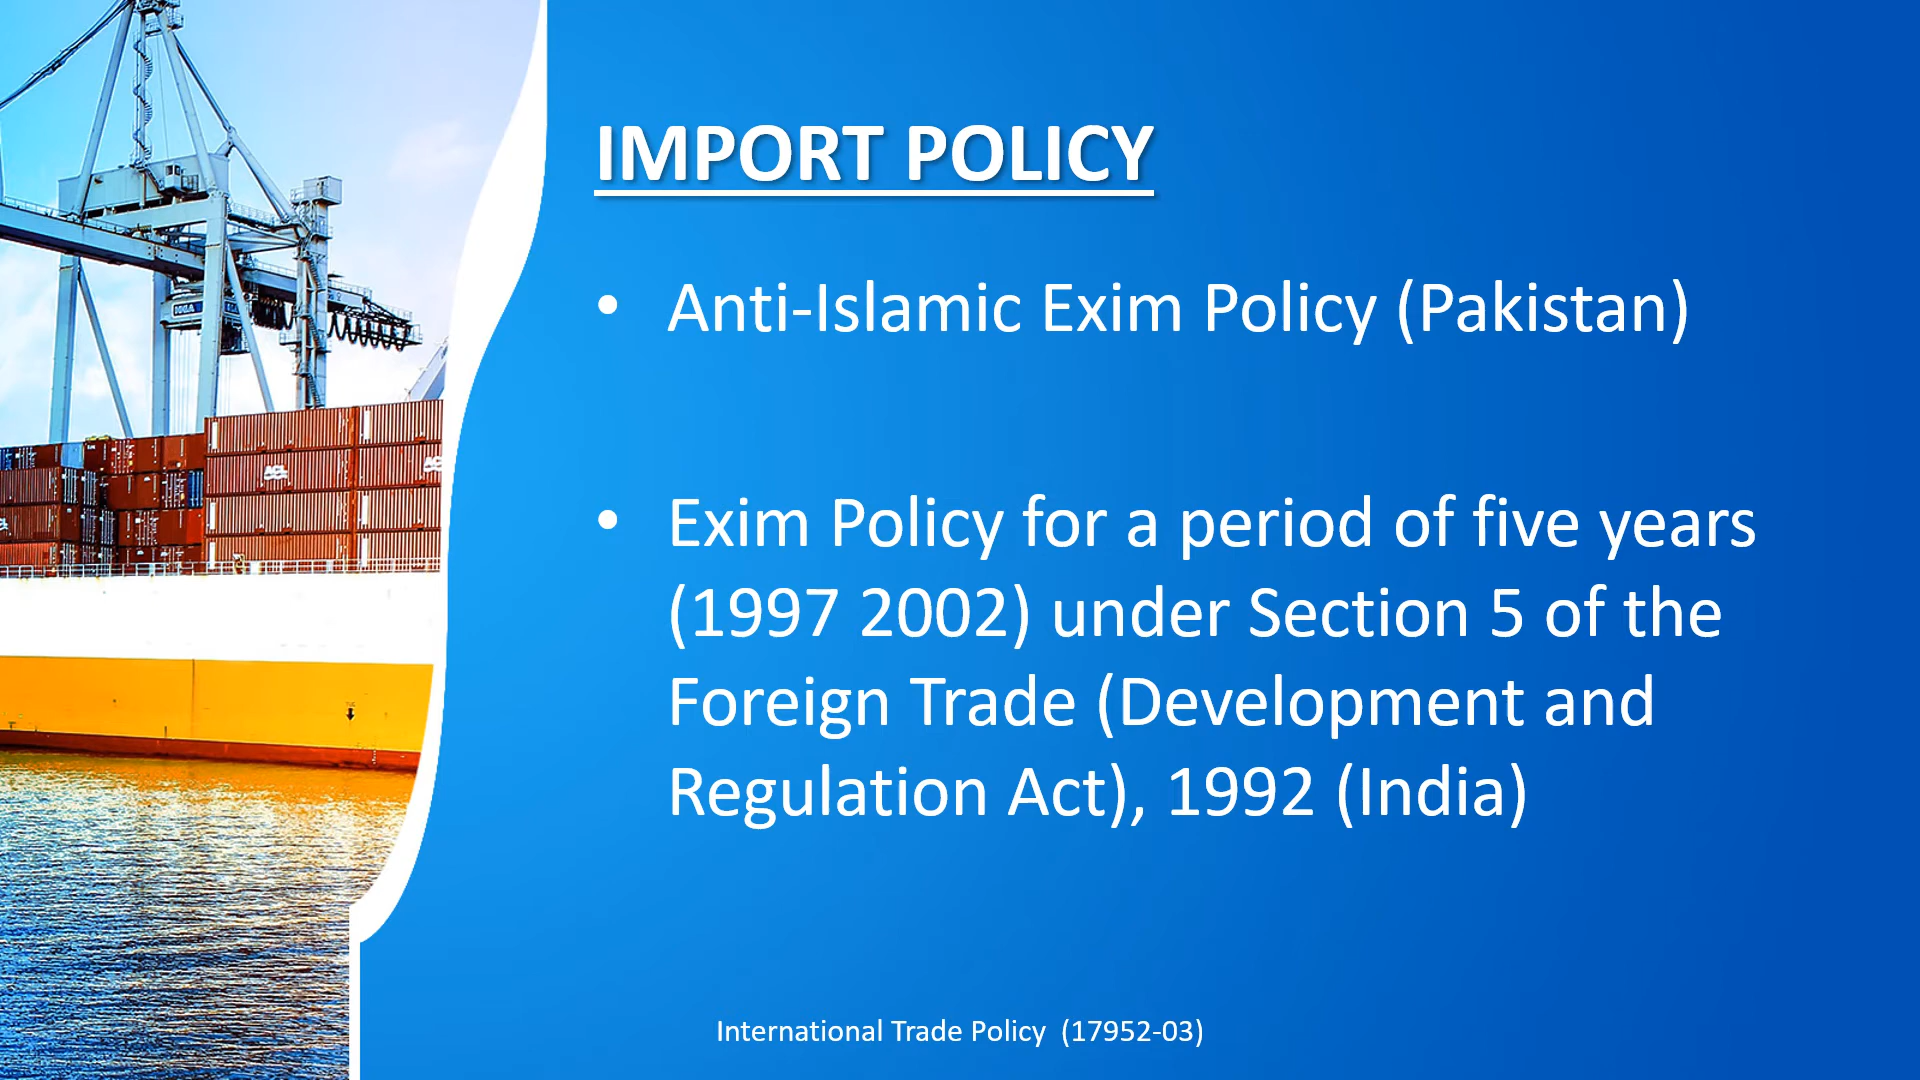 IMPORT POLICY
• Anti-Islamic Exim Policy (Pakistan)
• Exim Policy for a period of five years
(1997 2002) under Section 5 of the
Foreign Trade (Development and
Regulation Act), 1992 (India)
International Trade Policy (17952-03)
ACL